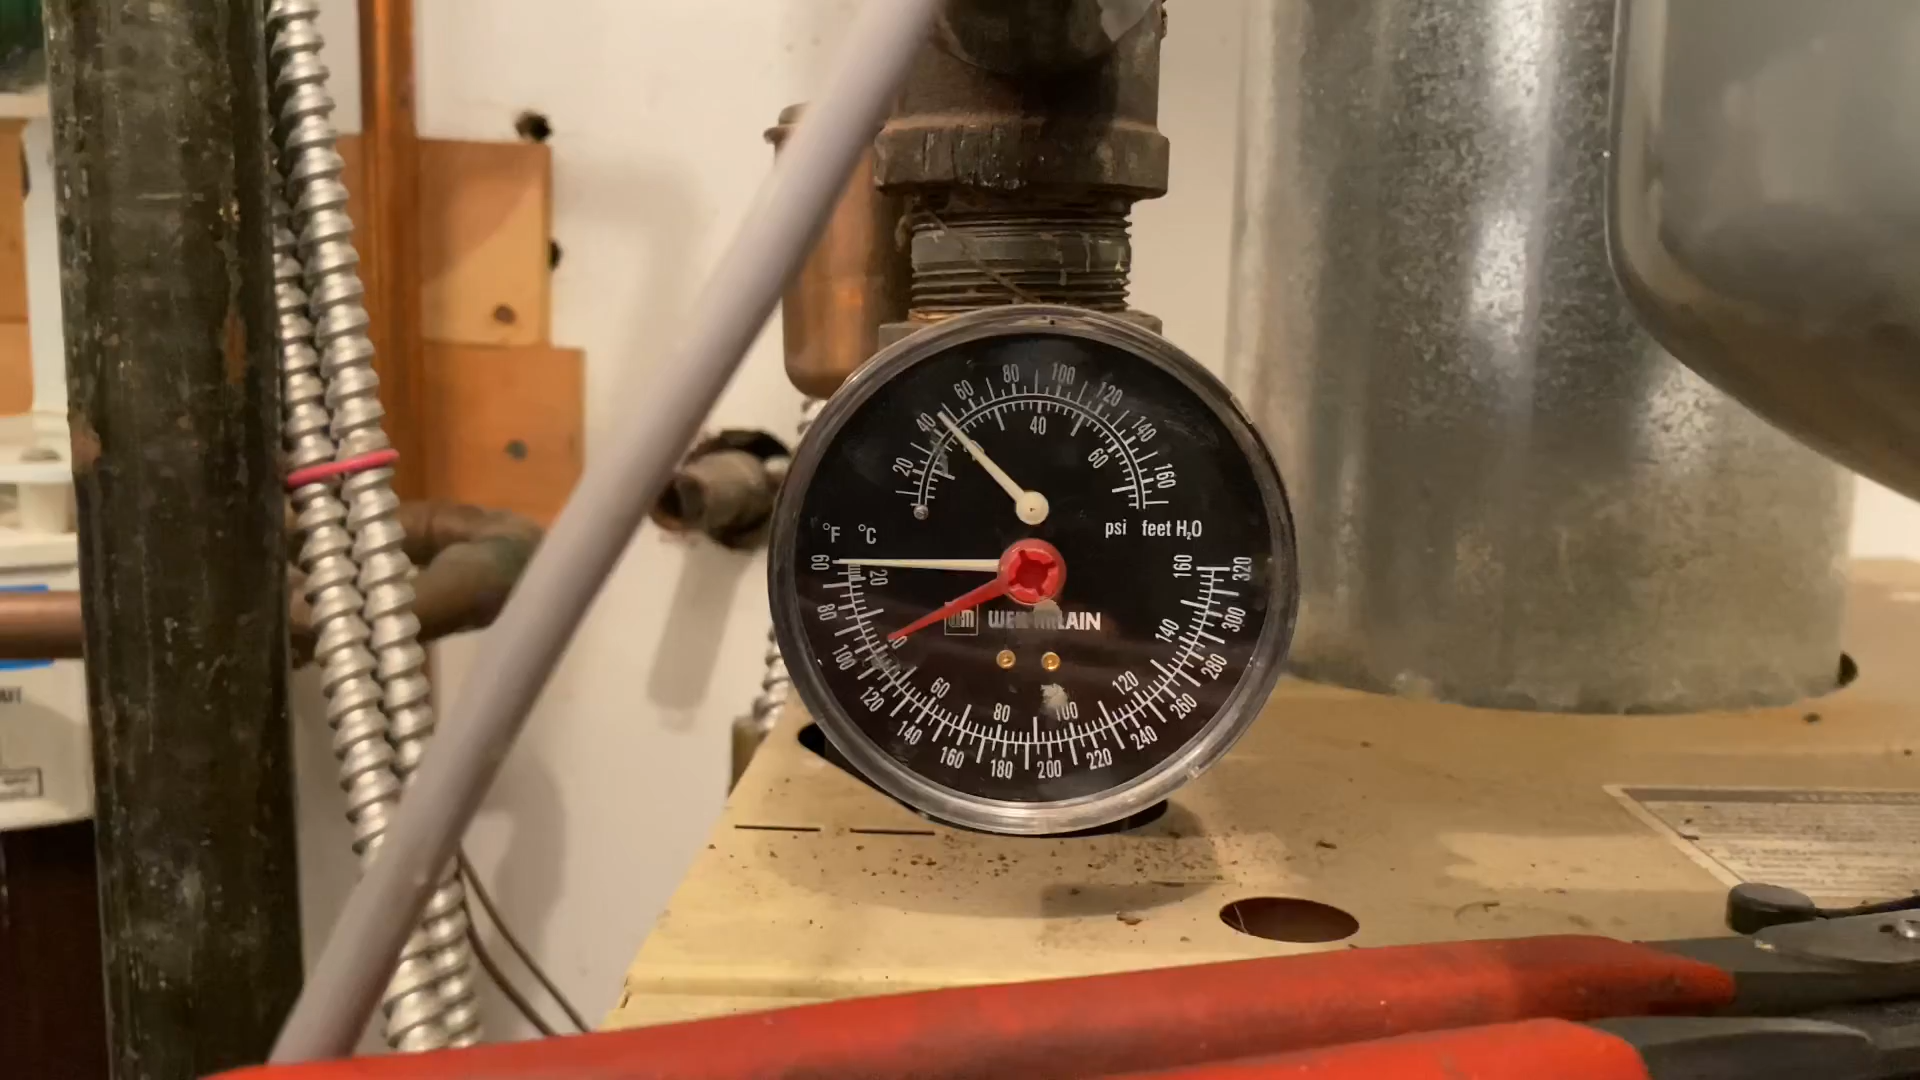 20 40 60 80 100 120 140 160
40 60
psi feet H₂O
°F °C
60 80 100 120 140 160 180 200 220 240 260 280 300 320
20 60 80 100 120 140 160
WM